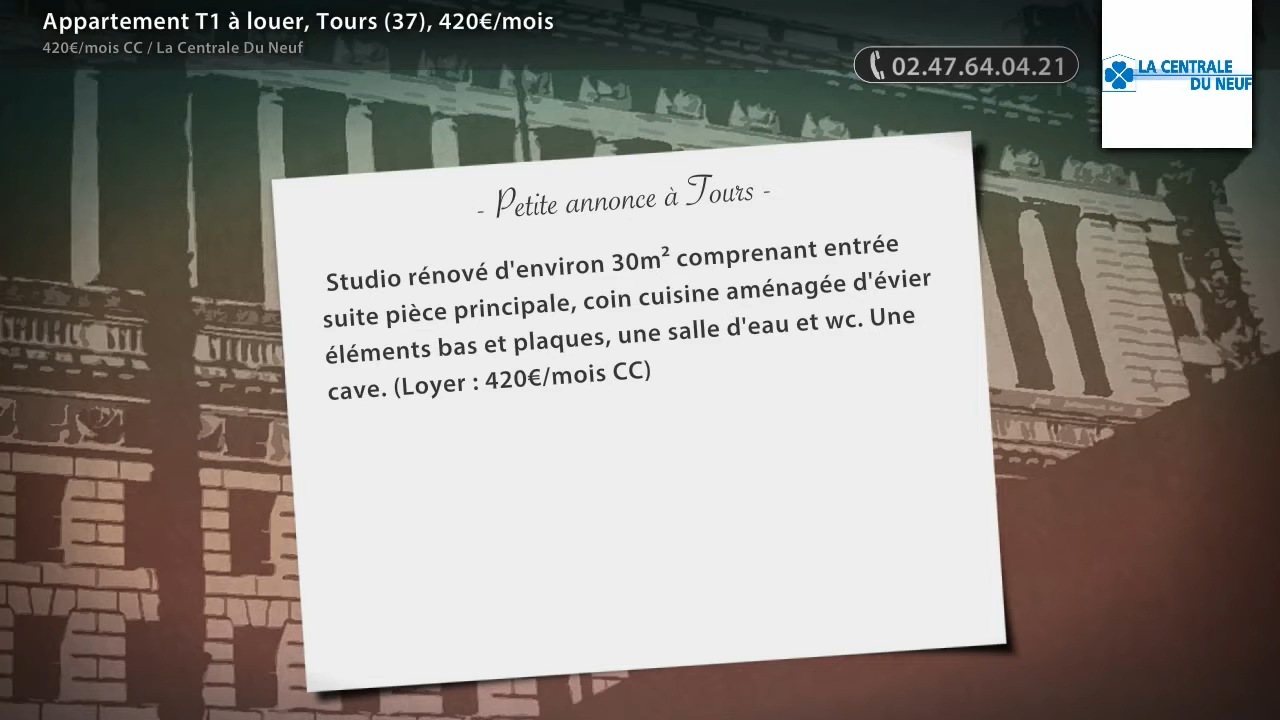 Appartement T1 à louer, Tours (37), 420€/mois
420€/mois CC / La Centrale Du Neuf
02.47.64.04.21
LA CENTRALE
DU NEUF
- Petite annonce à Tours -
Studio rénové d'environ 30m² comprenant entrée
suite pièce principale, coin cuisine aménagée d'évier
éléments bas et plaques, une salle d'eau et wc. Une
cave. (Loyer : 420€/mois CC)